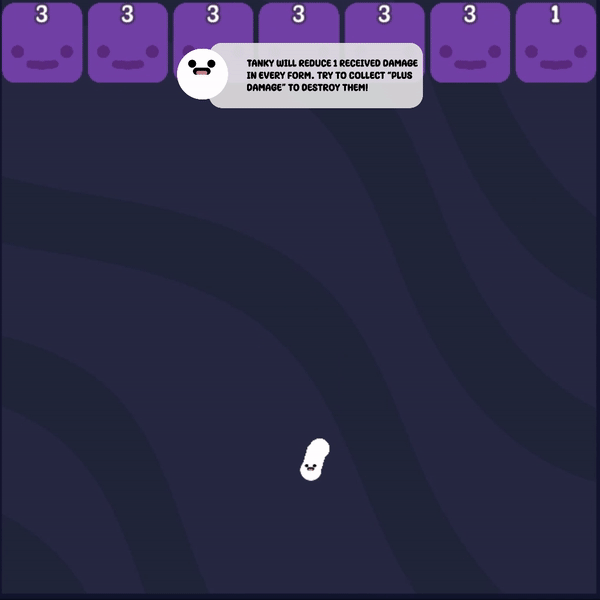 3 3 3 3 3 3 1
TANKY WILL REDUCE 1 RECEIVED DAMAGE
IN EVERY FORM. TRY TO COLLECT "PLUS
DAMAGE" TO DESTROY THEM!